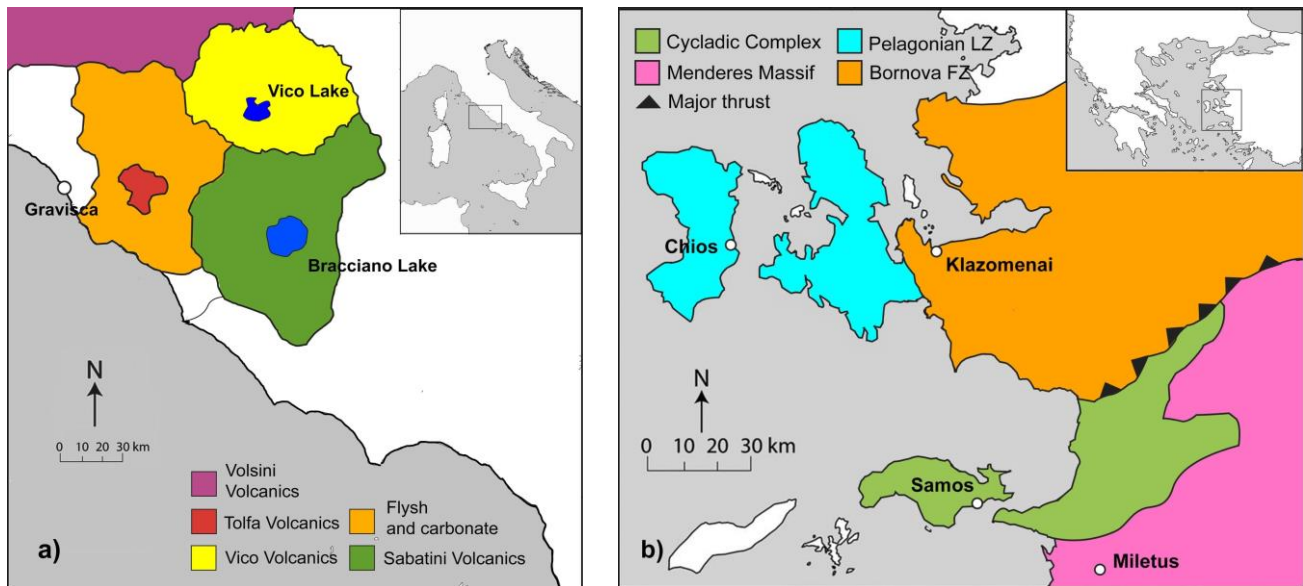 Vico Lake
Gravisca
Bracciano Lake
N
0 10 20 30 km
Volsini
Volcanics
Tolfa Volcanics
Flysh
and carbonate
Vico Volcanics
Sabatini Volcanics
a)
Cycladic Complex
Pelagonian LZ
Menderes Massif
Bornova FZ
Major thrust
Chios
Klazomenai
N
0 10 20 30 km
Samos
Miletus
b)